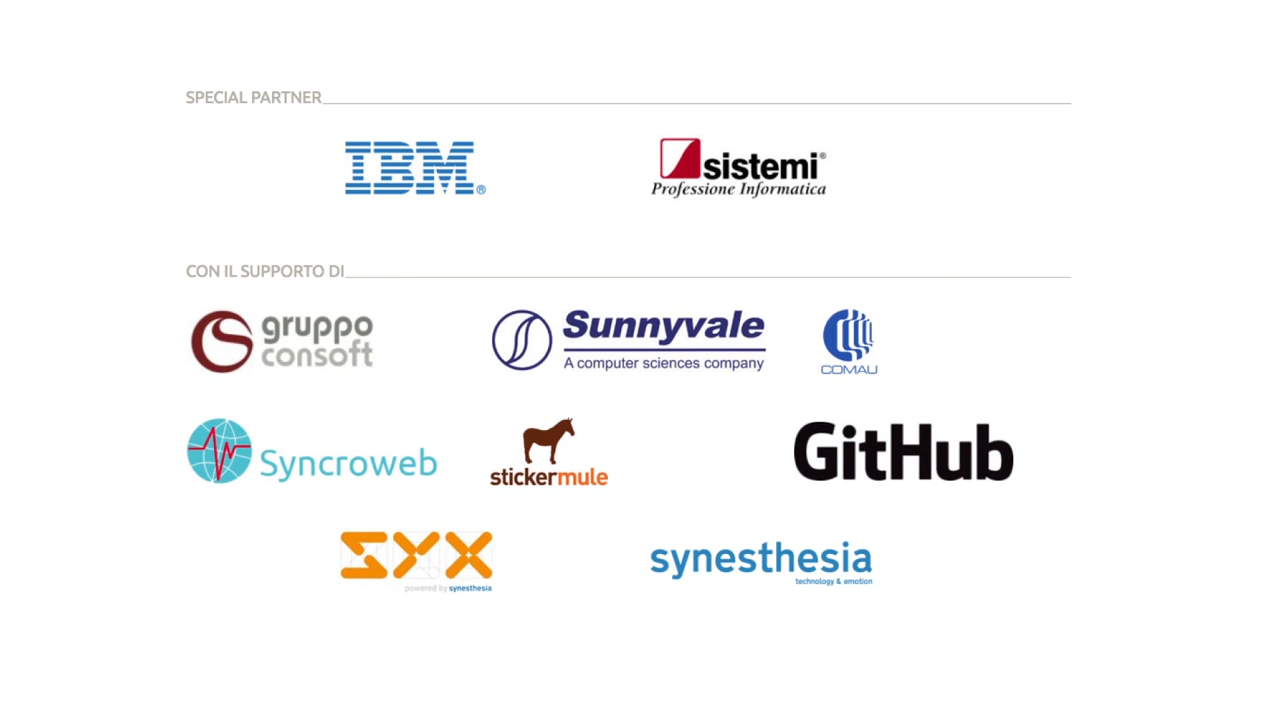 SPECIAL PARTNER
IBM®
sistemi®
Professione Informatica
CON IL SUPPORTO DI
gruppo
consoft
Sunnyvale
A computer sciences company
COMAU
Syncroweb
stickermule
GitHub
SYX
powered by synesthesia
synesthesia
technology & emotion